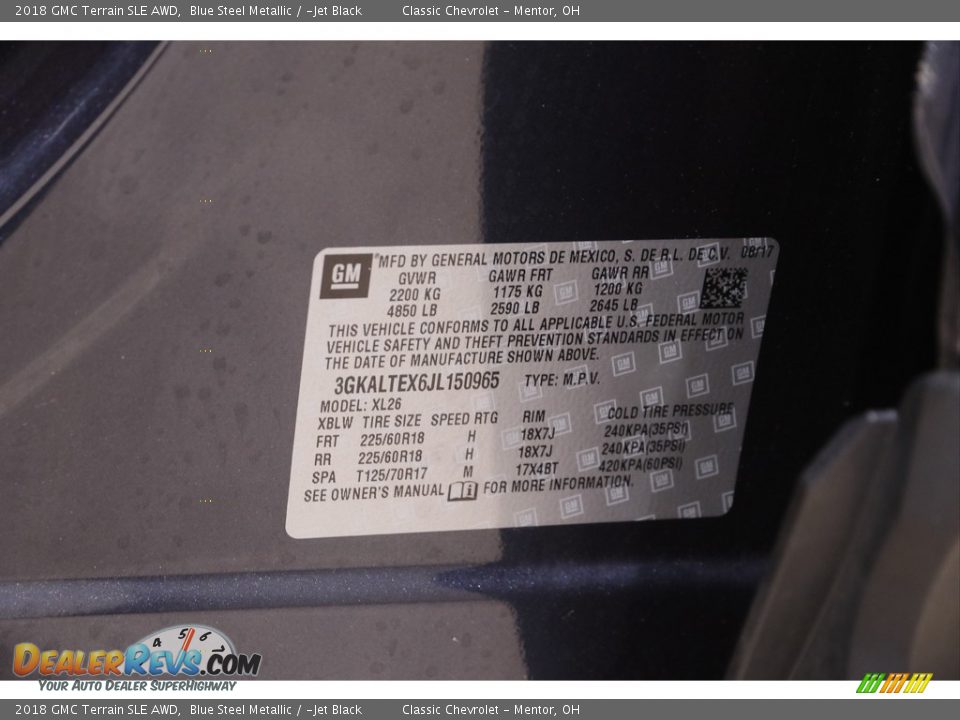 2018 GMC Terrain SLE AWD, Blue Steel Metallic / -Jet Black Classic Chevrolet - Mentor, OH
GM
MFD BY GENERAL MOTORS DE MEXICO, S. DE R.L. DE C.V. 08/17
GVWR GAWR FRT GAWR RR
2200 KG 1175 KG 1200 KG
4850 LB 2590 LB 2645 LB
THIS VEHICLE CONFORMS TO ALL APPLICABLE U.S. FEDERAL MOTOR
VEHICLE SAFETY AND THEFT PREVENTION STANDARDS IN EFFECT ON
THE DATE OF MANUFACTURE SHOWN ABOVE.
3GKALTEX6JL150965 TYPE: M.P.V.
MODEL: XL26
XBLW TIRE SIZE SPEED RTG RIM COLD TIRE PRESSURE
FRT 225/60R18 H 18X7J 240KPA(35PSI)
RR 225/60R18 H 18X7J 240KPA(35PSI)
SPA T125/70R17 M 17X4BT 420KPA(60PSI)
SEE OWNER'S MANUAL FOR MORE INFORMATION.
4 5 6 7
DEALERREVS.COM
YOUR AUTO DEALER SUPERHIGHWAY
2018 GMC Terrain SLE AWD, Blue Steel Metallic / -Jet Black Classic Chevrolet - Mentor, OH